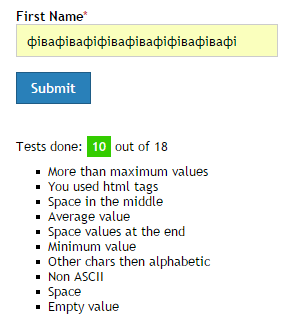 First Name*
фівафівафіфівафівафіфівафівафі
Submit
Tests done: 10 out of 18
More than maximum values
You used html tags
Space in the middle
Average value
Space values at the end
Minimum value
Other chars then alphabetic
Non ASCII
Space
Empty value